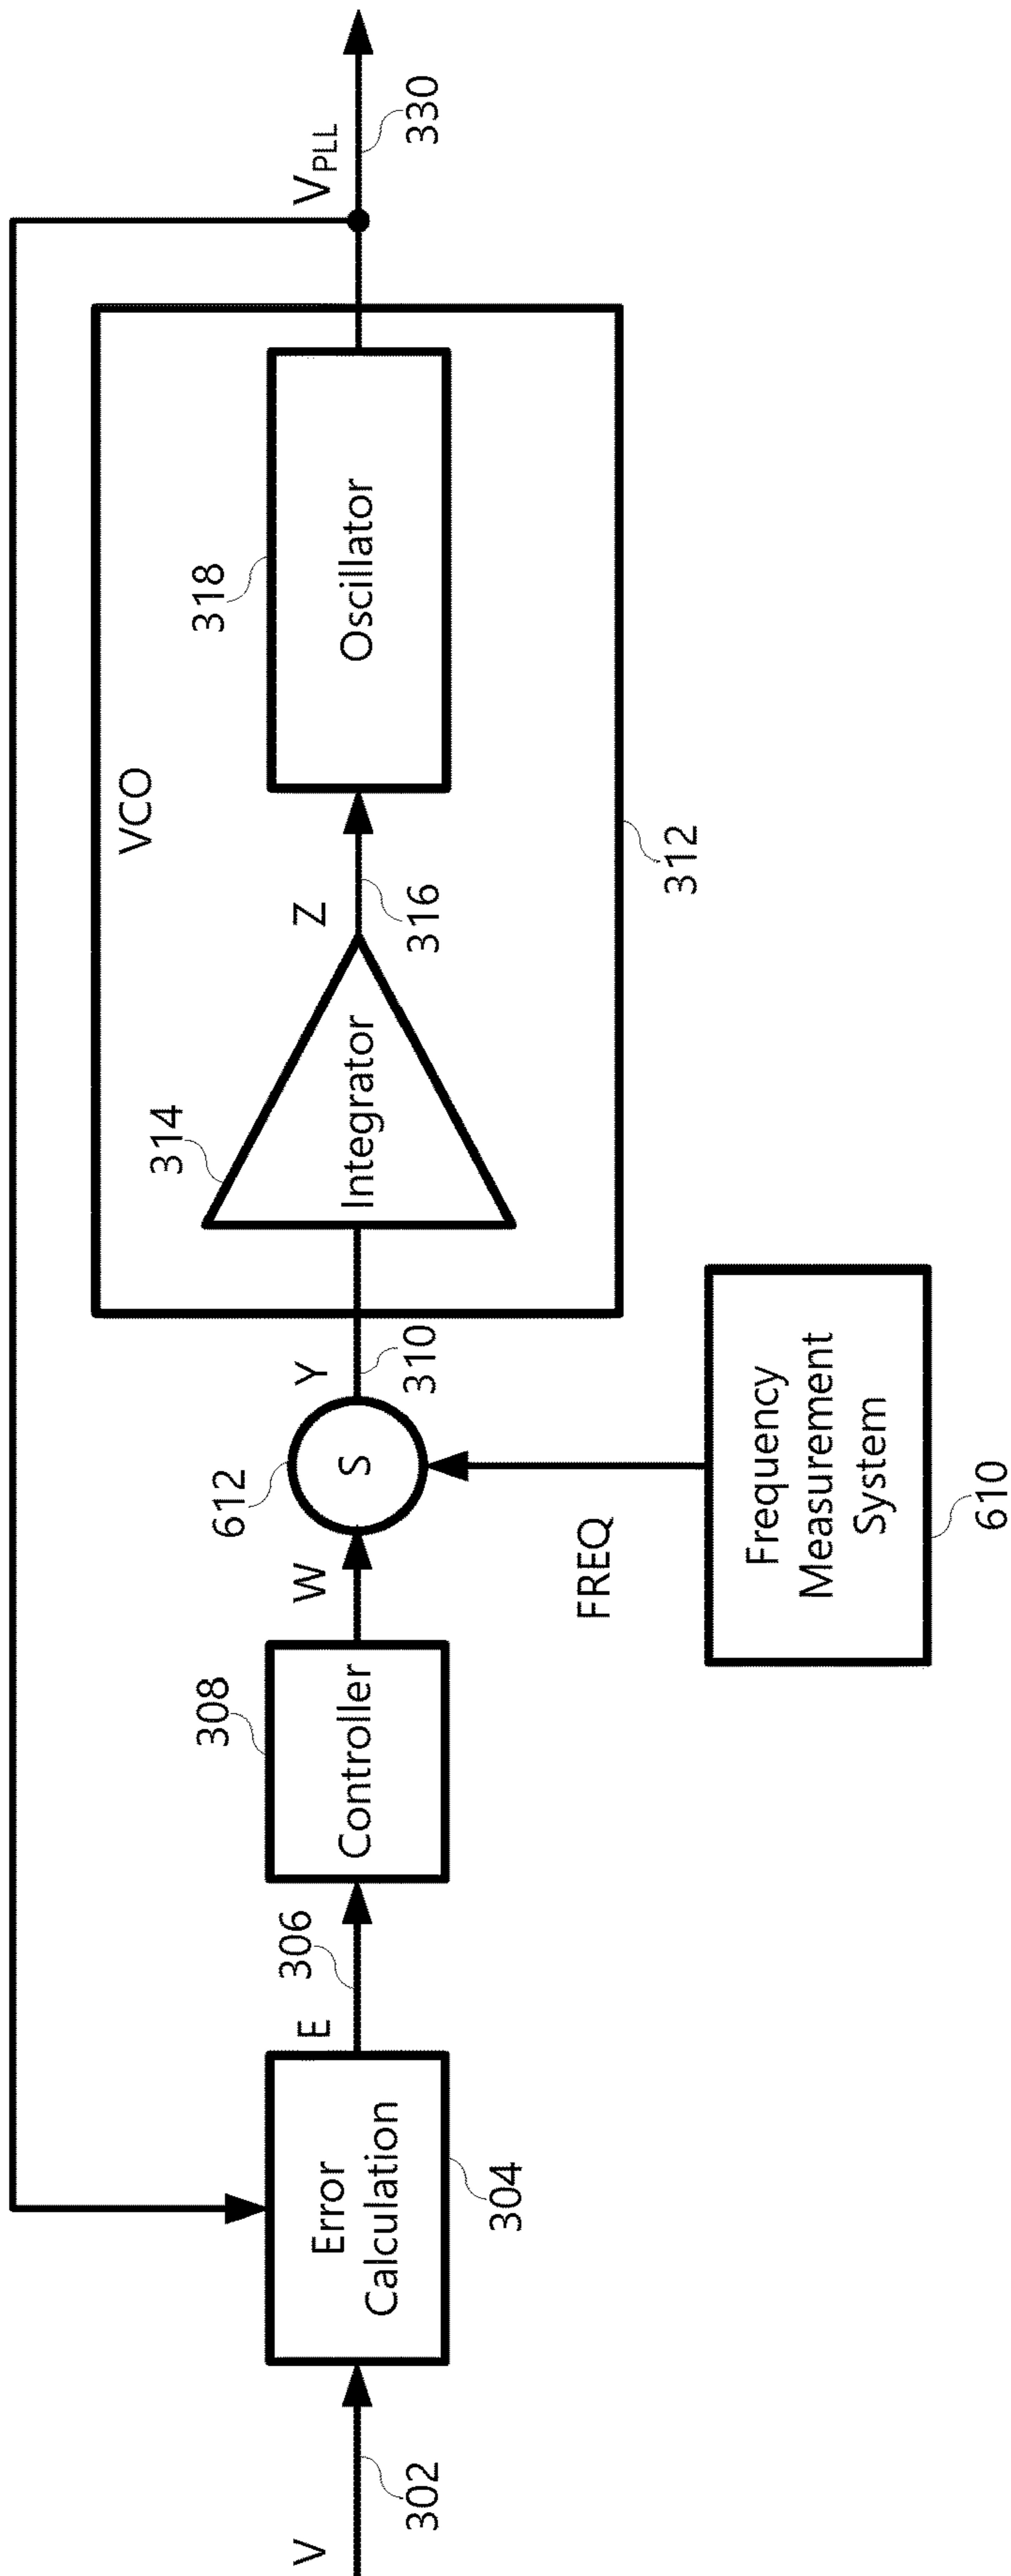 V
302
Error
Calculation
304
E
306
Controller
308
W
S
612
FREQ
Frequency
Measurement
System
610
Y
310
VCO
312
Integrator
314
Z
316
Oscillator
318
VPLL
330